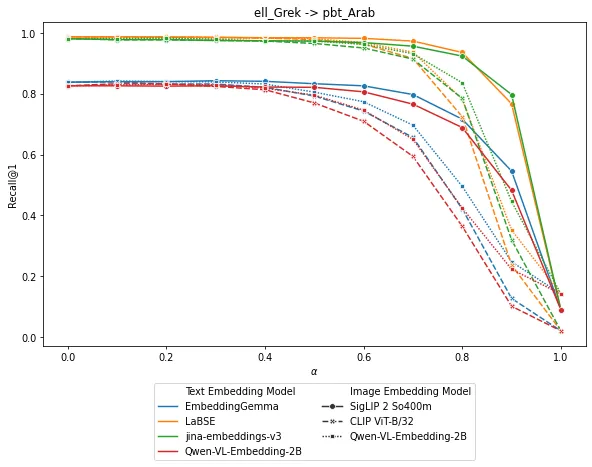 ell_Grek -> pbt_Arab
Recall@1
1.0
0.8
0.6
0.4
0.2
0.0
0.0 0.2 0.4 0.6 0.8 1.0
α
Text Embedding Model
EmbeddingGemma
LaBSE
jina-embeddings-v3
Qwen-VL-Embedding-2B
Image Embedding Model
SigLIP 2 So400m
CLIP ViT-B/32
Qwen-VL-Embedding-2B